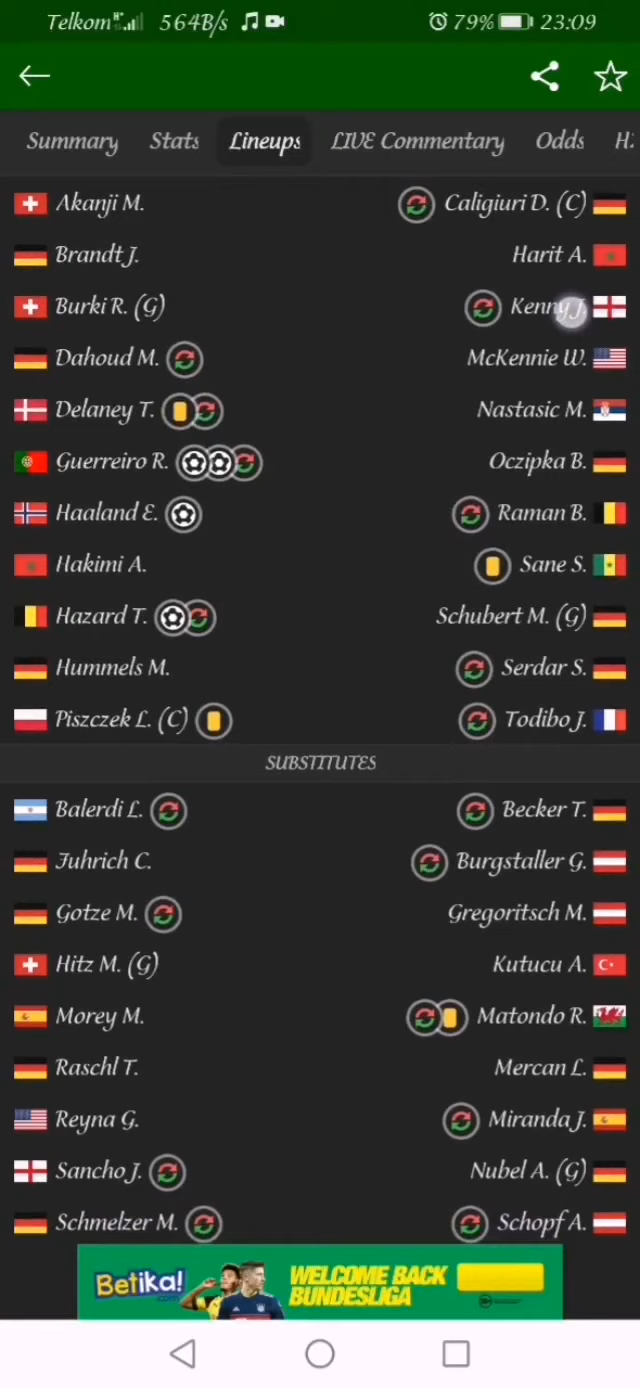 Telkom H+ 564B/s 79% 23:09
Summary Stats Lineups LIVE Commentary Odds H:
Akanji M. Caligiuri D. (C)
Brandt J. Harit A.
Burki R. (G) Kenny J.
Dahoud M. McKennie W.
Delaney T. Nastasic M.
Guerreiro R. Oczipka B.
Haaland E. Raman B.
Hakimi A. Sane S.
Hazard T. Schubert M. (G)
Hummels M. Serdar S.
Piszczek L. (C) Todibo J.
SUBSTITUTES
Balerdi L. Becker T.
Fuhrich C. Burgstaller G.
Gotze M. Gregoritsch M.
Hitz M. (G) Kutucu A.
Morey M. Matondo R.
Raschl T. Mercan L.
Reyna G. Miranda J.
Sancho J. Nubel A. (G)
Schmelzer M. Schopf A.
Betika! .com WELCOME BACK
BUNDESLIGA